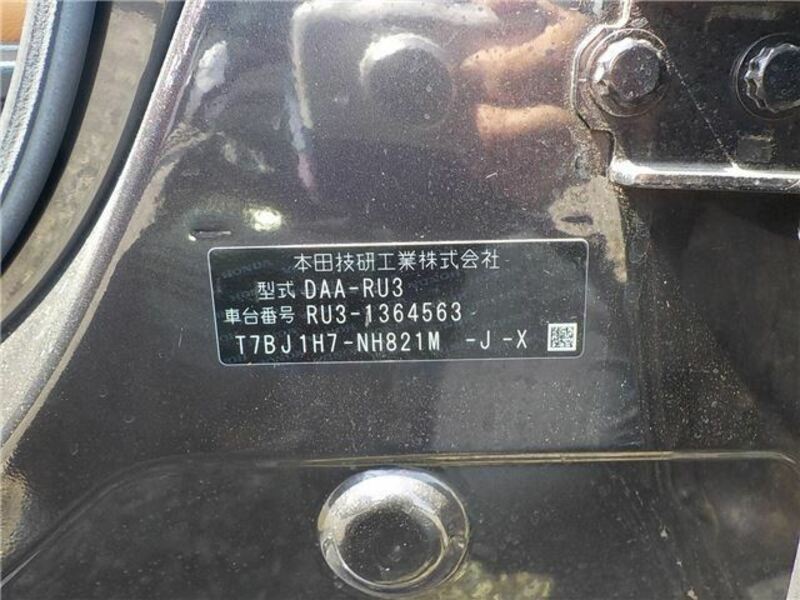 本田技研工業株式会社
型式 DAA-RU3
車台番号 RU3-1364563
T7BJ1H7-NH821M -J -X